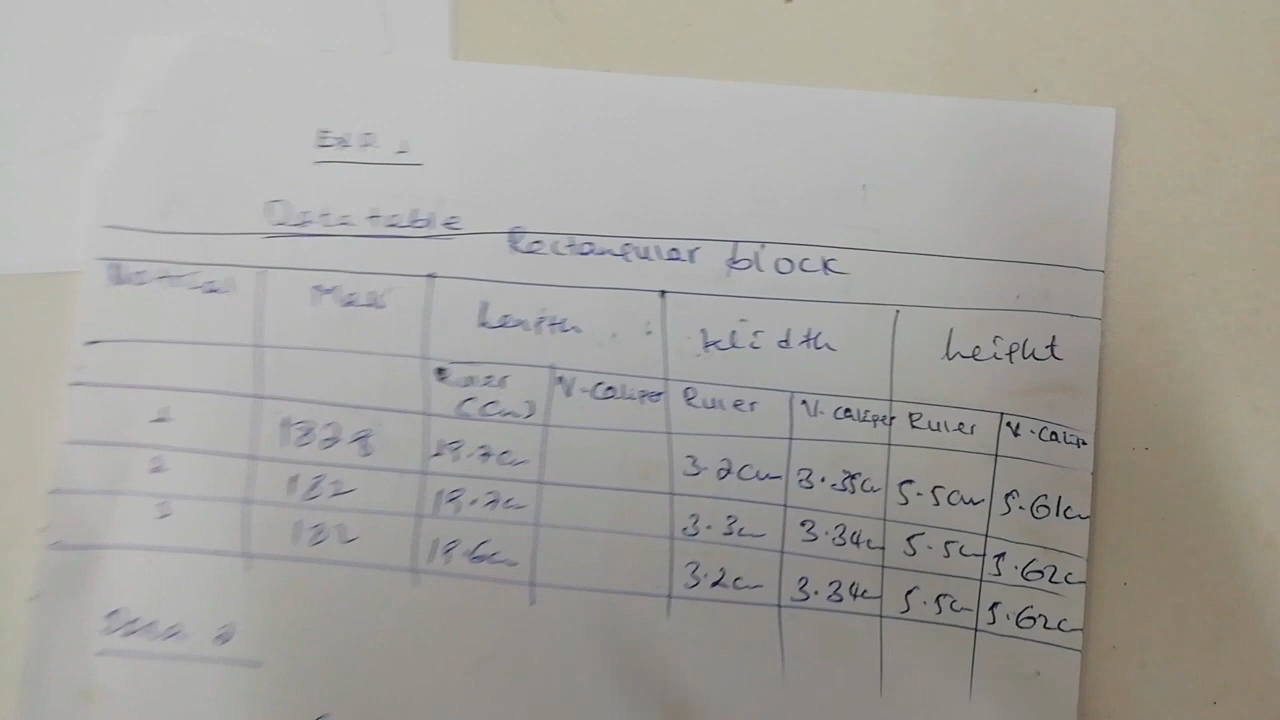 Data table
Rectangular block
Mass Length Width height
Ruler (cm) V-caliper Ruler V-caliper Ruler V-calip
1 3.2cm 3.35cm 5.5cm 5.61cm
2 132 19.7cm 3.3cm 3.34cm 5.5cm 5.62cm
3 132 19.6cm 3.2cm 3.34cm 5.5cm 5.62cm